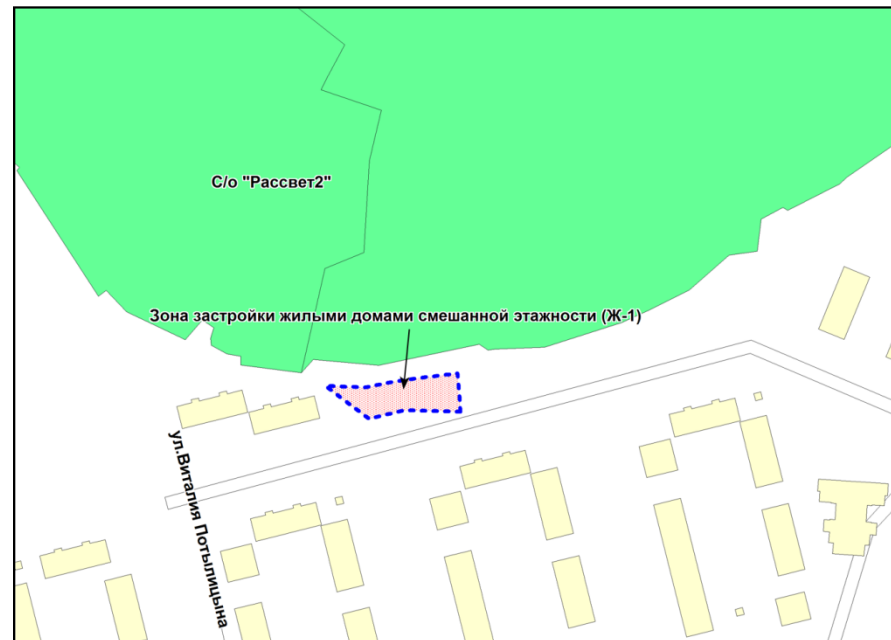 С/о "Рассвет2"
Зона застройки жилыми домами смешанной этажности (Ж-1)
ул.Виталия Потылицына